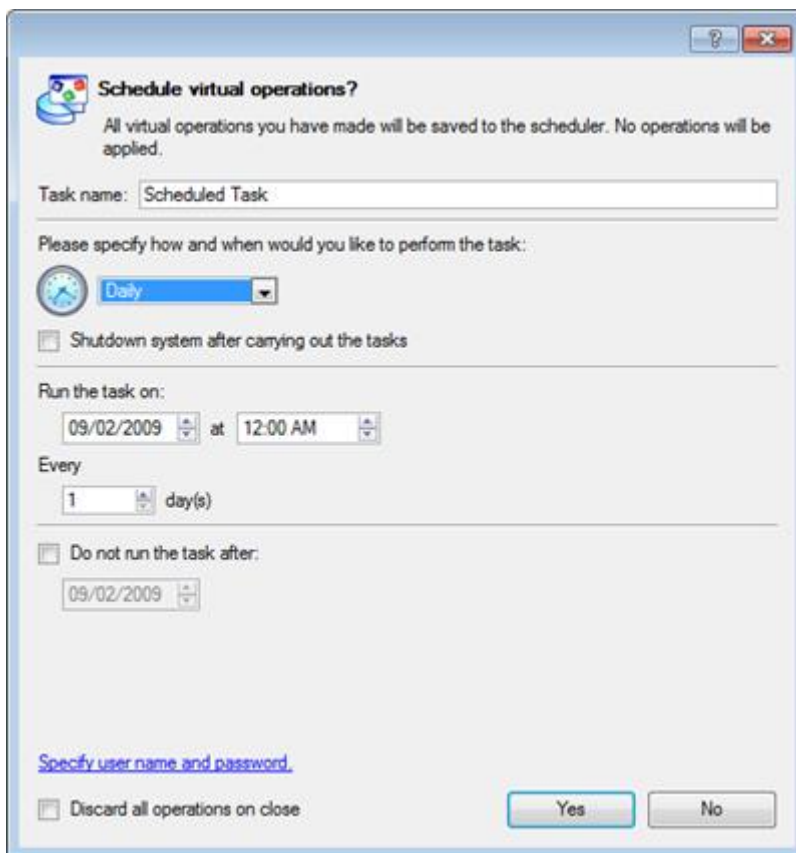 ?
Schedule virtual operations?
All virtual operations you have made will be saved to the scheduler. No operations will be
applied.
Task name: Scheduled Task
Please specify how and when would you like to perform the task:
Daily
Shutdown system after carrying out the tasks
Run the task on:
09/02/2009 at 12:00 AM
Every
1 day(s)
Do not run the task after:
09/02/2009
Specify user name and password.
Discard all operations on close Yes No